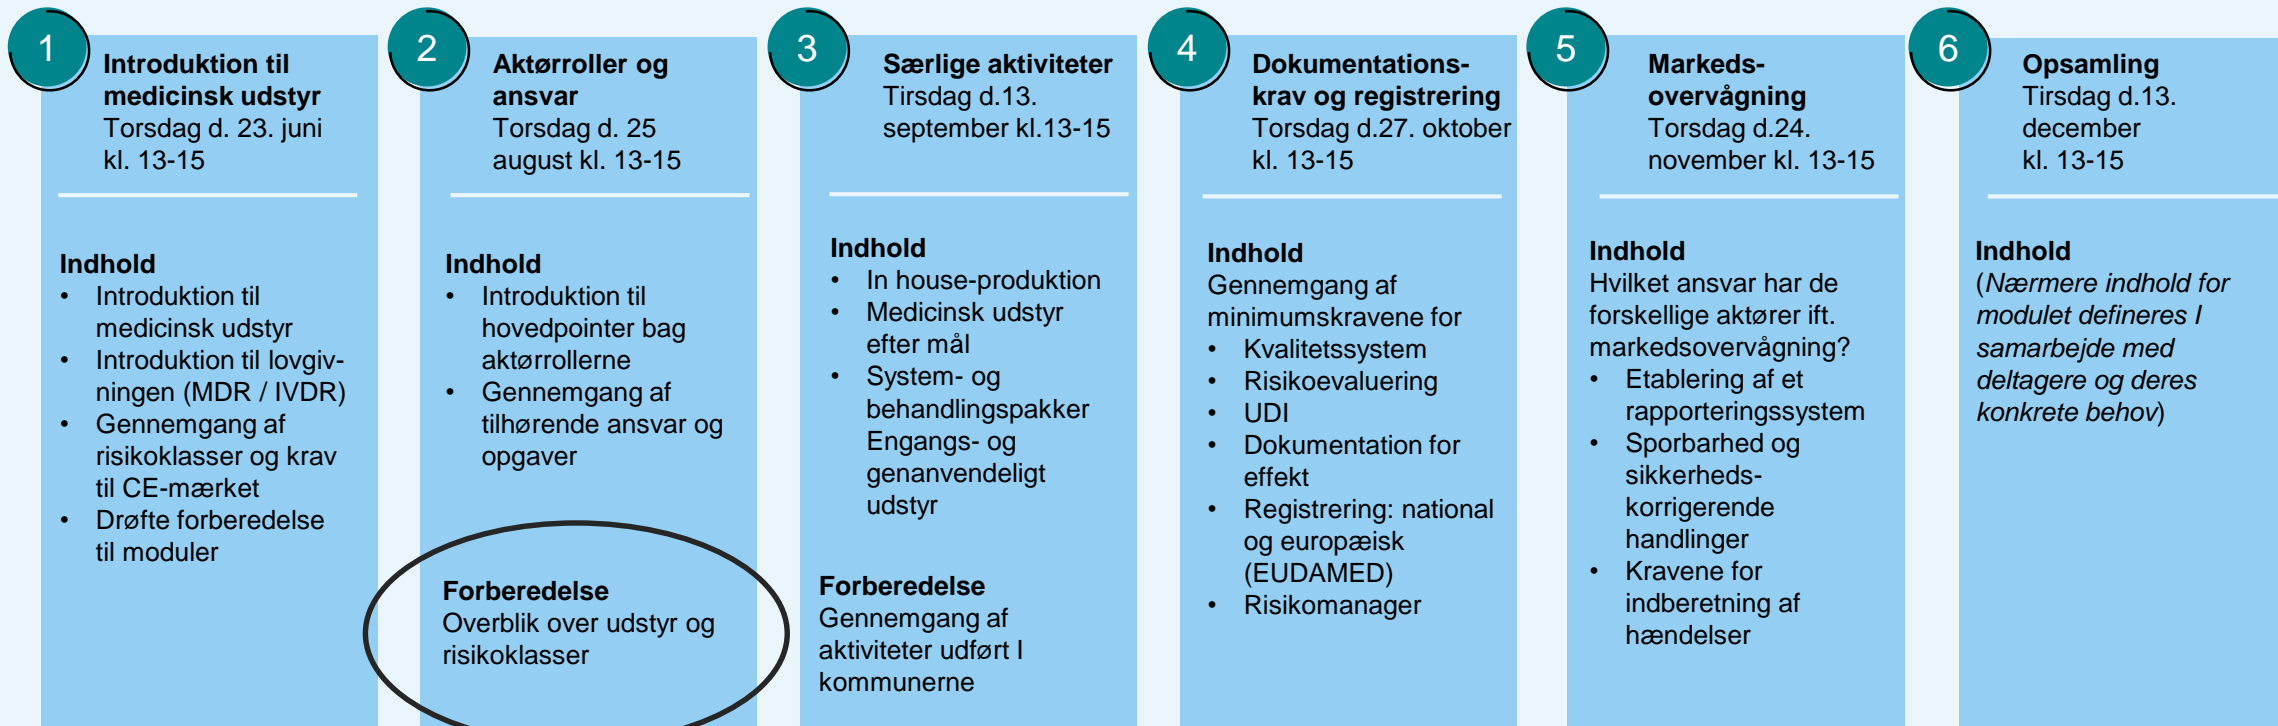 1
Introduktion til
medicinsk udstyr
Torsdag d. 23. juni
kl. 13-15
Indhold
• Introduktion til
medicinsk udstyr
• Introduktion til lovgiv-
ningen (MDR / IVDR)
• Gennemgang af
risikoklasser og krav
til CE-mærket
• Drøfte forberedelse
til moduler
2
Aktørroller og
ansvar
Torsdag d. 25
august kl. 13-15
Indhold
• Introduktion til
hovedpointer bag
aktørrollerne
• Gennemgang af
tilhørende ansvar og
opgaver
Forberedelse
Overblik over udstyr og
risikoklasser
3
Særlige aktiviteter
Tirsdag d.13.
september kl.13-15
Indhold
• In house-produktion
• Medicinsk udstyr
efter mål
• System- og
behandlingspakker
Engangs- og
genanvendeligt
udstyr
Forberedelse
Gennemgang af
aktiviteter udført I
kommunerne
4
Dokumentations-
krav og registrering
Torsdag d.27. oktober
kl. 13-15
Indhold
Gennemgang af
minimumskravene for
• Kvalitetssystem
• Risikoevaluering
• UDI
• Dokumentation for
effekt
• Registrering: national
og europæisk
(EUDAMED)
• Risikomanager
5
Markeds-
overvågning
Torsdag d.24.
november kl. 13-15
Indhold
Hvilket ansvar har de
forskellige aktører ift.
markedsovervågning?
• Etablering af et
rapporteringssystem
• Sporbarhed og
sikkerheds-
korrigerende
handlinger
• Kravene for
indberetning af
hændelser
6
Opsamling
Tirsdag d.13.
december
kl. 13-15
Indhold
(Nærmere indhold for
modulet defineres I
samarbejde med
deltagere og deres
konkrete behov)